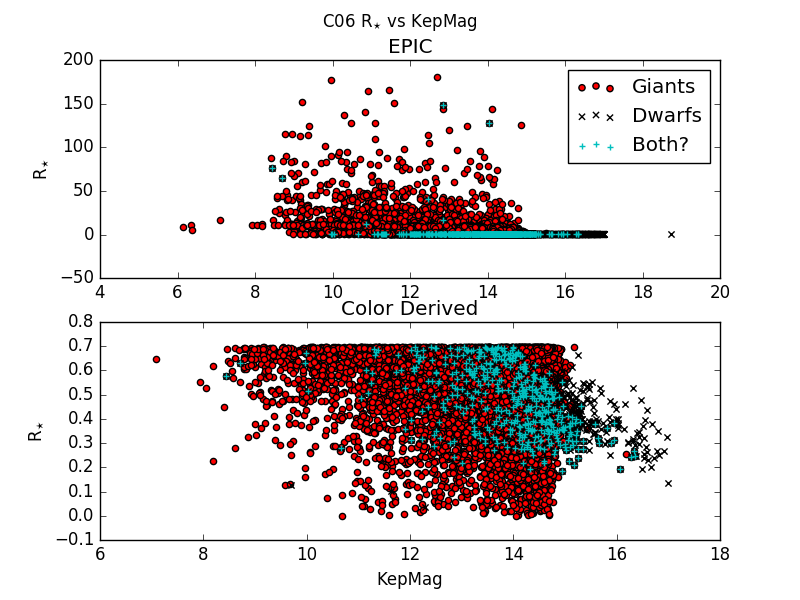 C06 R⋆ vs KepMag
EPIC
200
150
100
50
0
−50
R⋆
Giants
Dwarfs
Both?
4 6 8 10 12 14 16 18 20
Color Derived
0.8
0.7
0.6
0.5
0.4
0.3
0.2
0.1
0.0
−0.1
R⋆
6 8 10 12 14 16 18
KepMag